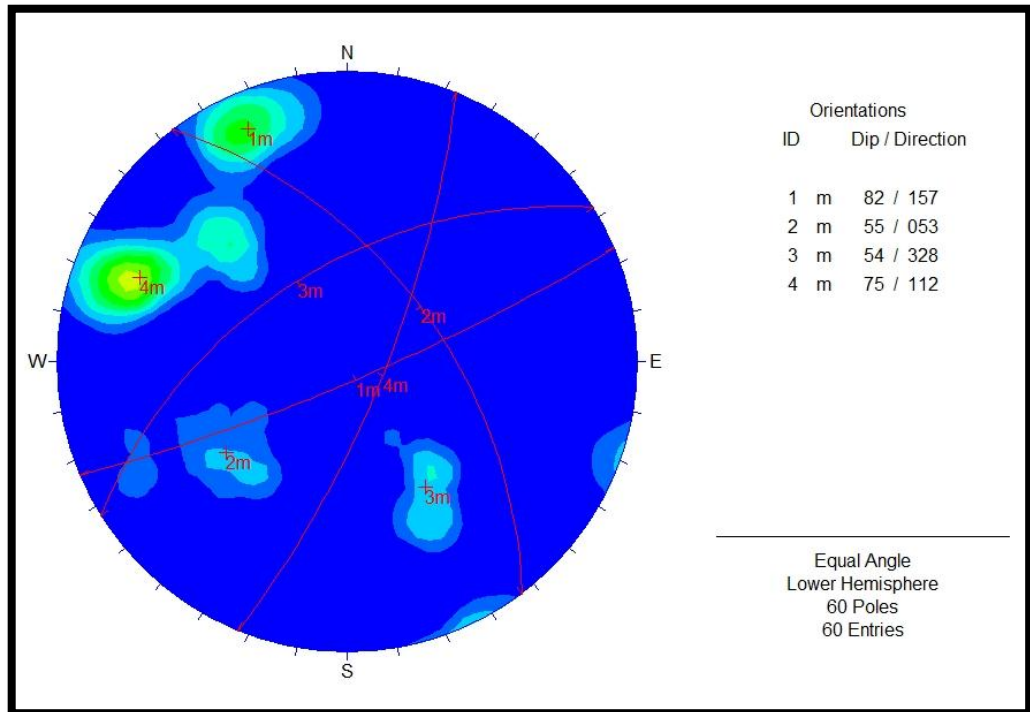 N
1m
4m
3m
2m
W
E
1m
4m
2m
3m
S
Orientations
ID Dip / Direction
1 m 82 / 157
2 m 55 / 053
3 m 54 / 328
4 m 75 / 112
Equal Angle
Lower Hemisphere
60 Poles
60 Entries